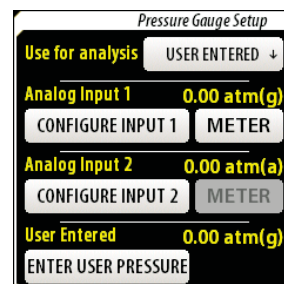 Pressure Gauge Setup
Use for analysis USER ENTERED ↓
Analog Input 1 0.00 atm(g)
CONFIGURE INPUT 1 METER
Analog Input 2 0.00 atm(a)
CONFIGURE INPUT 2 METER
User Entered 0.00 atm(g)
ENTER USER PRESSURE